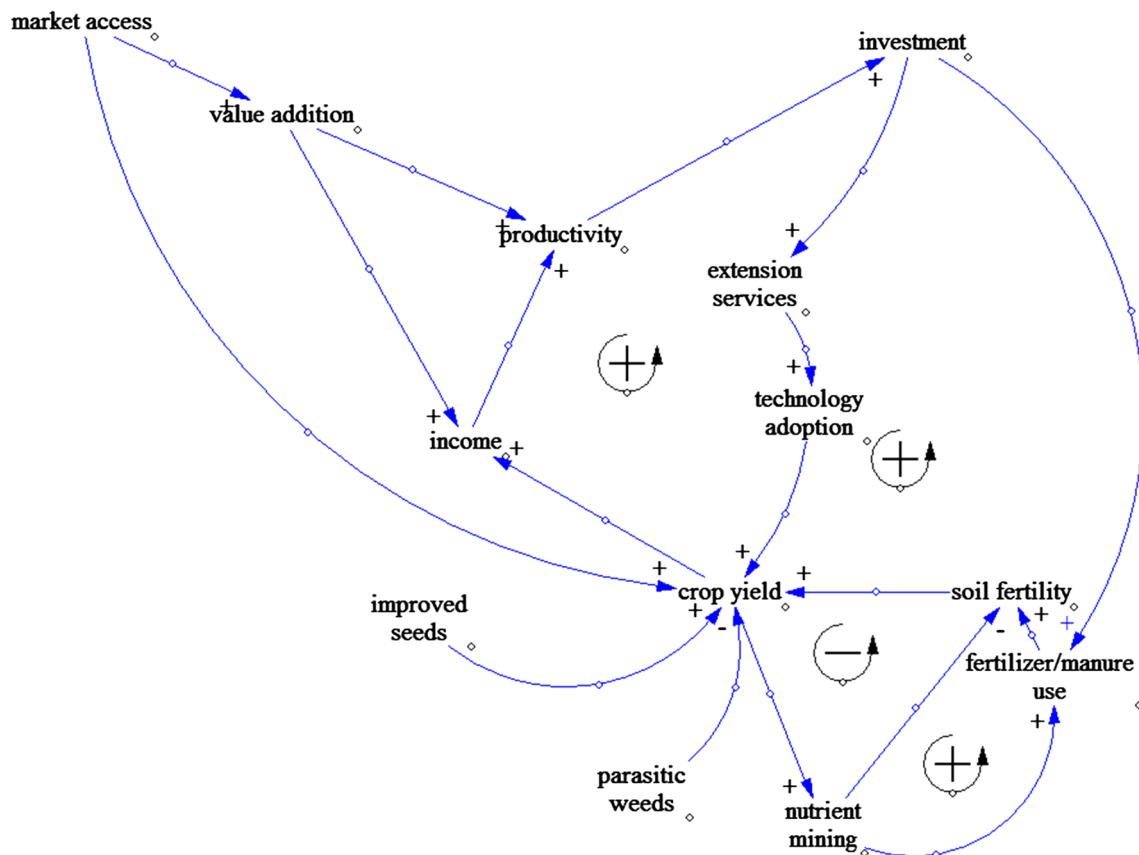 market access
investment
value addition
productivity
extension
services
technology
adoption
income
crop yield
soil fertility
improved
seeds
fertilizer/manure
use
parasitic
weeds
nutrient
mining